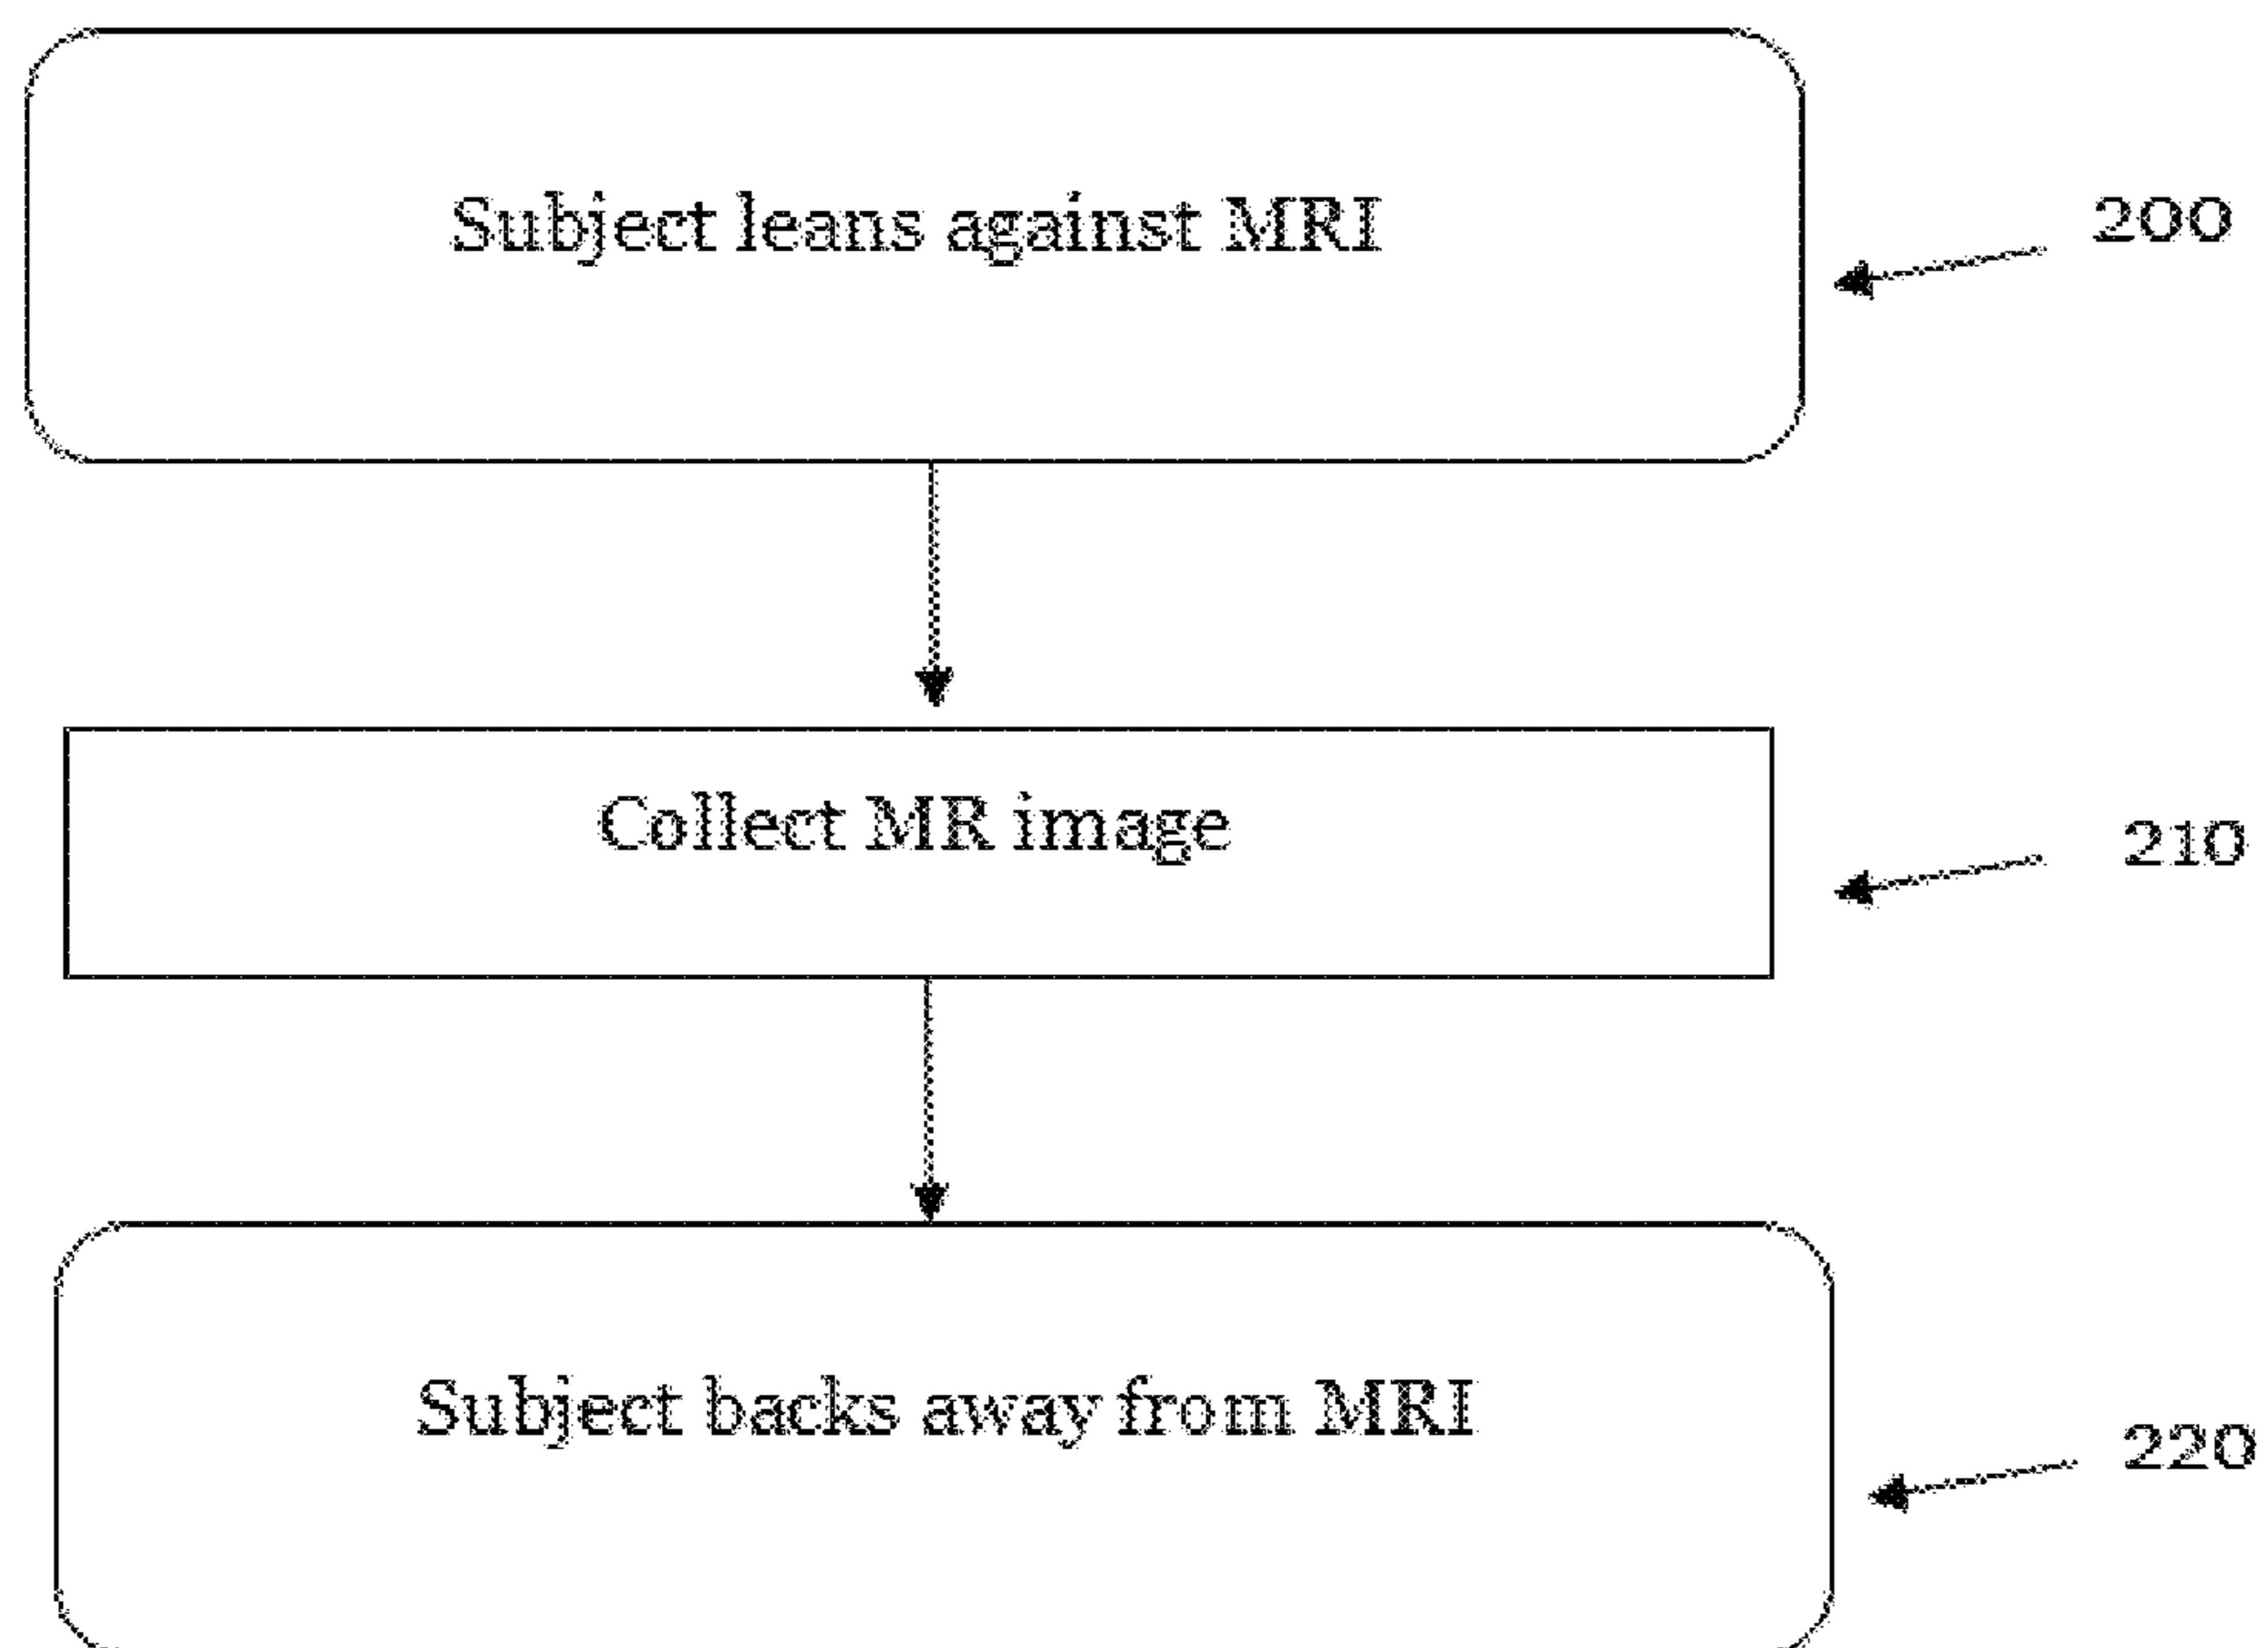 Subject leans against MRI
200
Collect MR image
210
Subject backs away from MRI
220